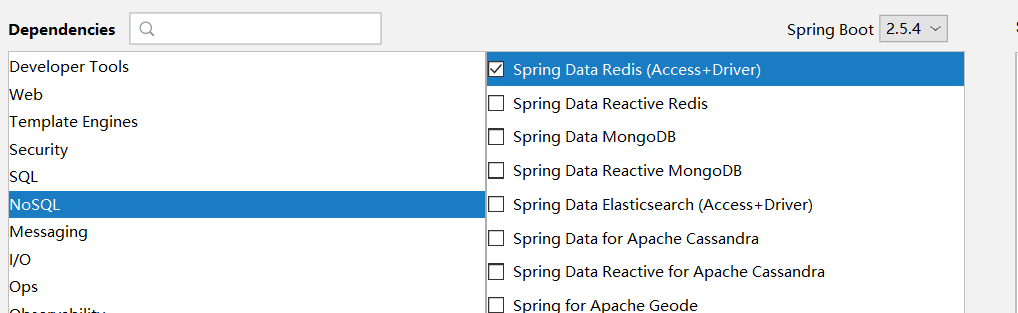 Dependencies
Spring Boot 2.5.4
Developer Tools
Web
Template Engines
Security
SQL
NoSQL
Messaging
I/O
Ops
Observability
Spring Data Redis (Access+Driver)
Spring Data Reactive Redis
Spring Data MongoDB
Spring Data Reactive MongoDB
Spring Data Elasticsearch (Access+Driver)
Spring Data for Apache Cassandra
Spring Data Reactive for Apache Cassandra
Spring for Apache Geode